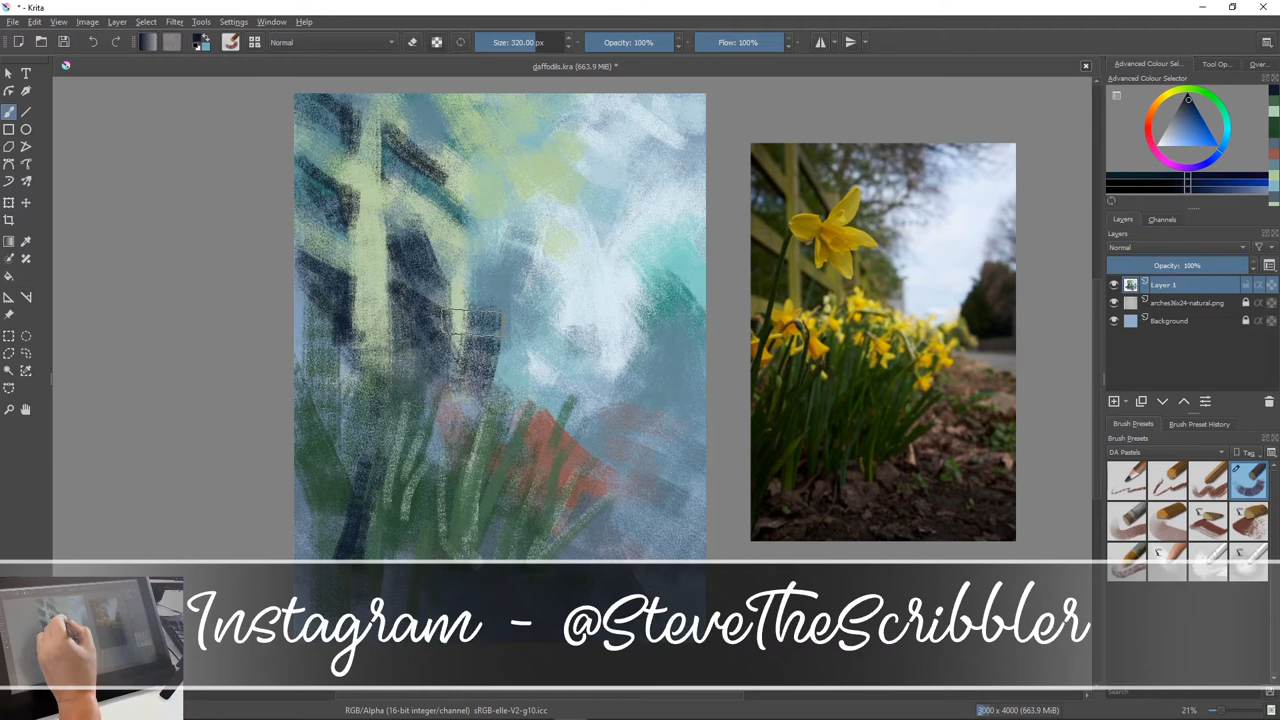 * - Krita
File Edit View Image Layer Select Filter Tools Settings Window Help
Normal Size: 320.00 px Opacity: 100% Flow: 100%
daffodils.kra (663.9 MiB) *
Advanced Colour Sel... Tool Op... Over...
Advanced Colour Selector
Layers Channels
Layers
Normal
Opacity: 100%
Layer 1
arches36x24-natural.png
Background
Brush Presets Brush Preset History
Brush Presets
DA Pastels Tag
Instagram - @SteveTheScribbler
Search
RGB/Alpha (16-bit integer/channel) sRGB-elle-V2-g10.icc 3000 x 4000 (663.9 MiB) 21%